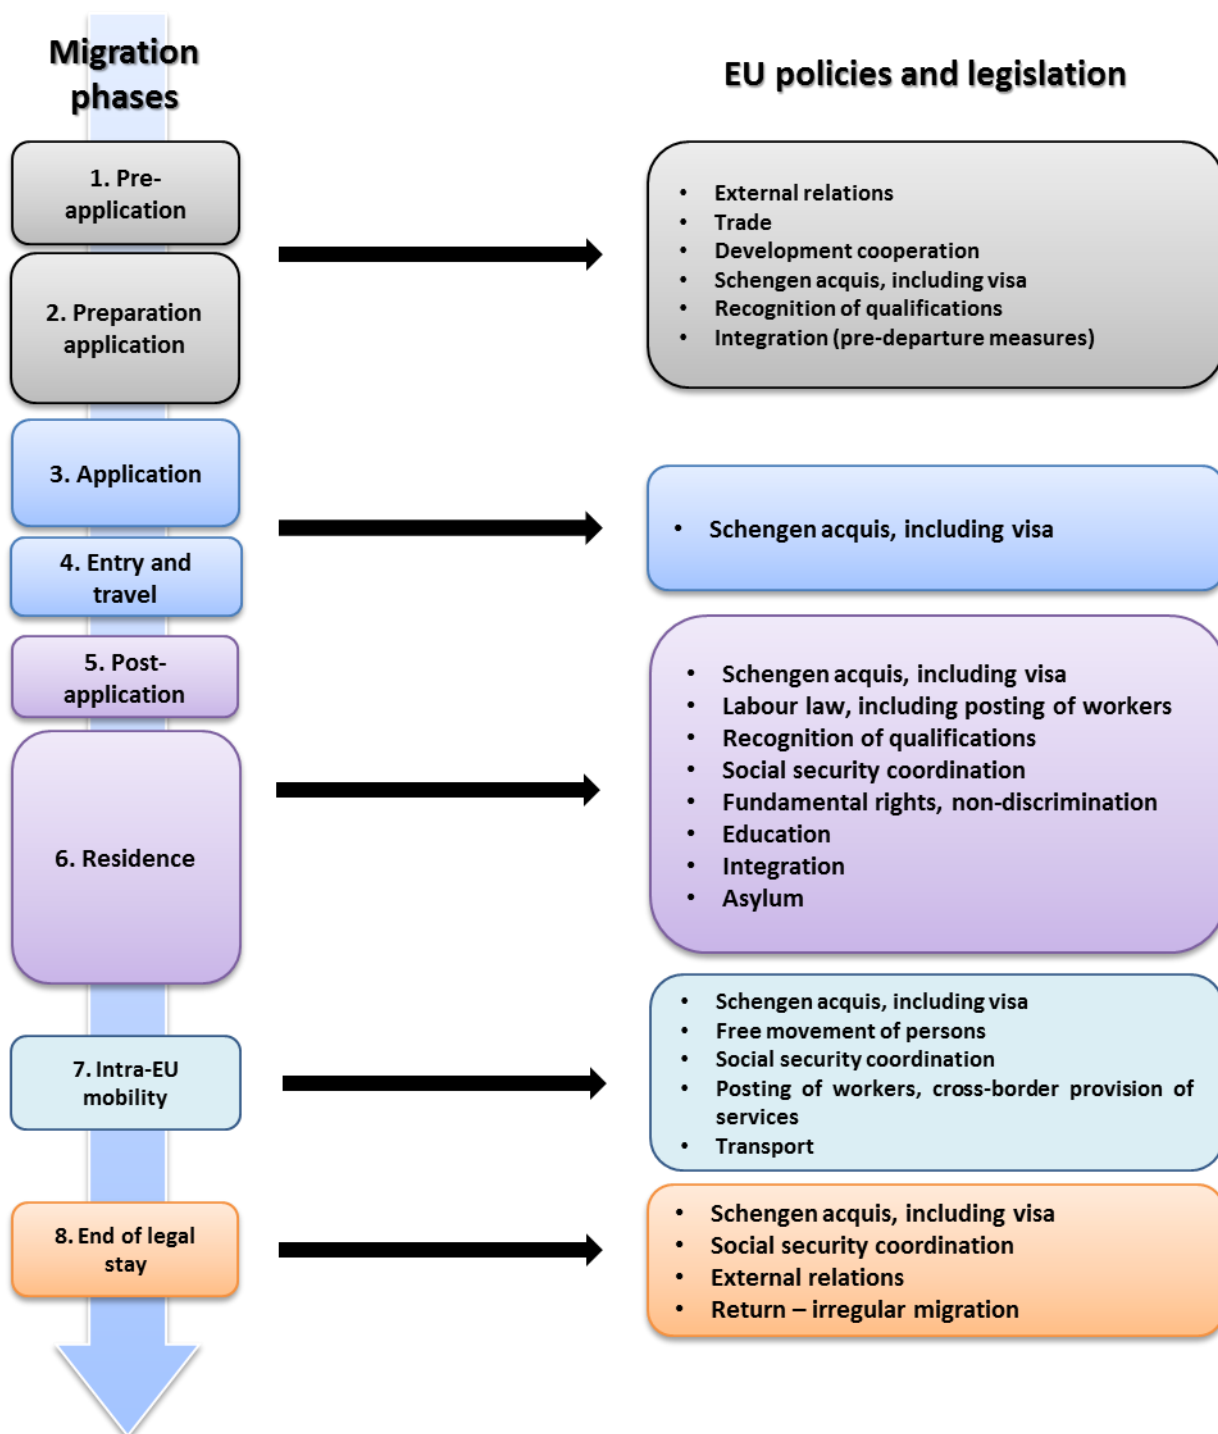 Migration
phases
EU policies and legislation
1. Pre-
application
2. Preparation
application
• External relations
• Trade
• Development cooperation
• Schengen acquis, including visa
• Recognition of qualifications
• Integration (pre-departure measures)
3. Application
4. Entry and
travel
• Schengen acquis, including visa
5. Post-
application
6. Residence
• Schengen acquis, including visa
• Labour law, including posting of workers
• Recognition of qualifications
• Social security coordination
• Fundamental rights, non-discrimination
• Education
• Integration
• Asylum
7. Intra-EU
mobility
• Schengen acquis, including visa
• Free movement of persons
• Social security coordination
• Posting of workers, cross-border provision of
services
• Transport
8. End of legal
stay
• Schengen acquis, including visa
• Social security coordination
• External relations
• Return – irregular migration